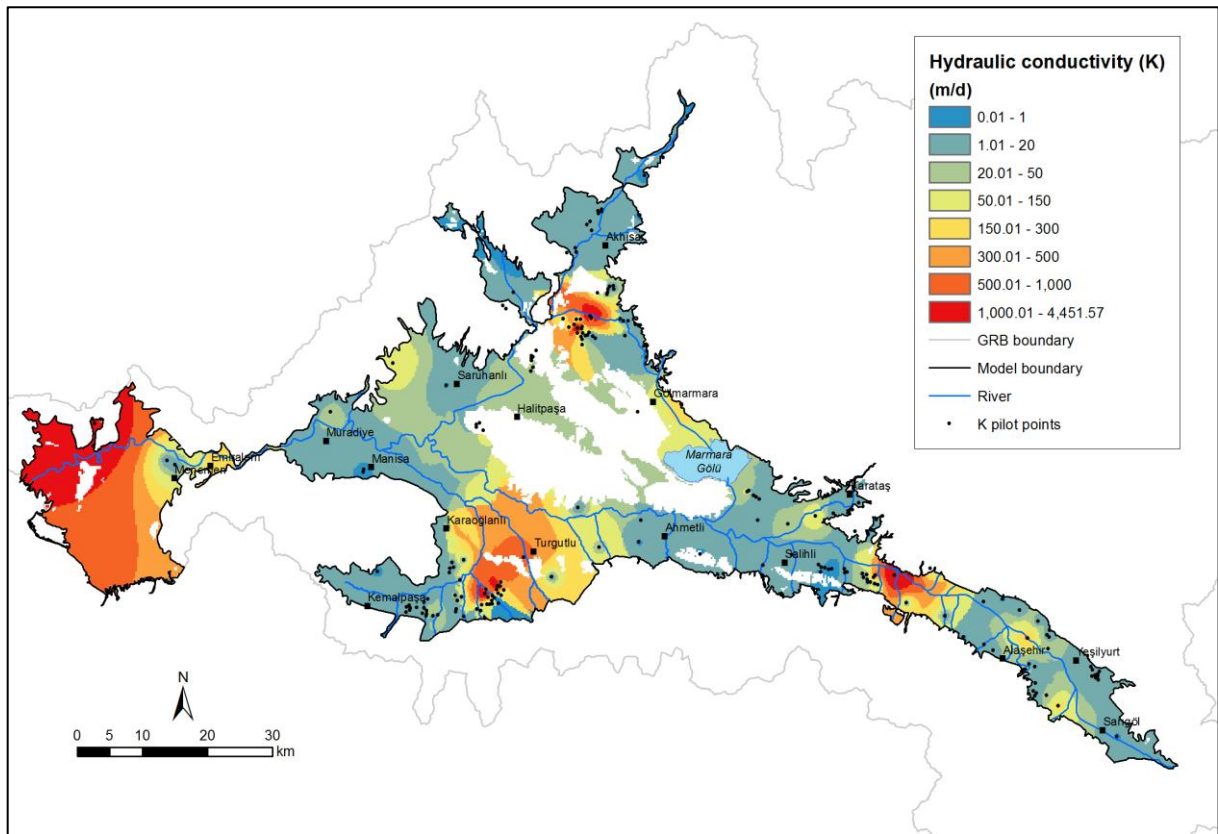 Hydraulic conductivity (K)
(m/d)
0.01 - 1
1.01 - 20
20.01 - 50
50.01 - 150
150.01 - 300
300.01 - 500
500.01 - 1,000
1,000.01 - 4,451.57
GRB boundary
Model boundary
River
K pilot points
Akhisar
Saruhanlı
Gölmarmara
Halitpaşa
Muradiye
Emiralem
Marmara
Gölü
Manisa
Menemen
Karataş
Karaoğlanlı
Ahmetli
Turgutlu
Salihli
Kemalpaşa
Alaşehir
Yeşilyurt
Sarıgöl
N
0 5 10 20 30
km